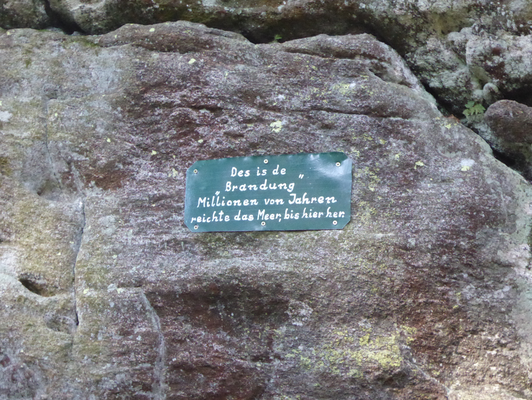 Des is de
„Brandung“
Millionen von Jahren
reichte das Meer, bis hier her.